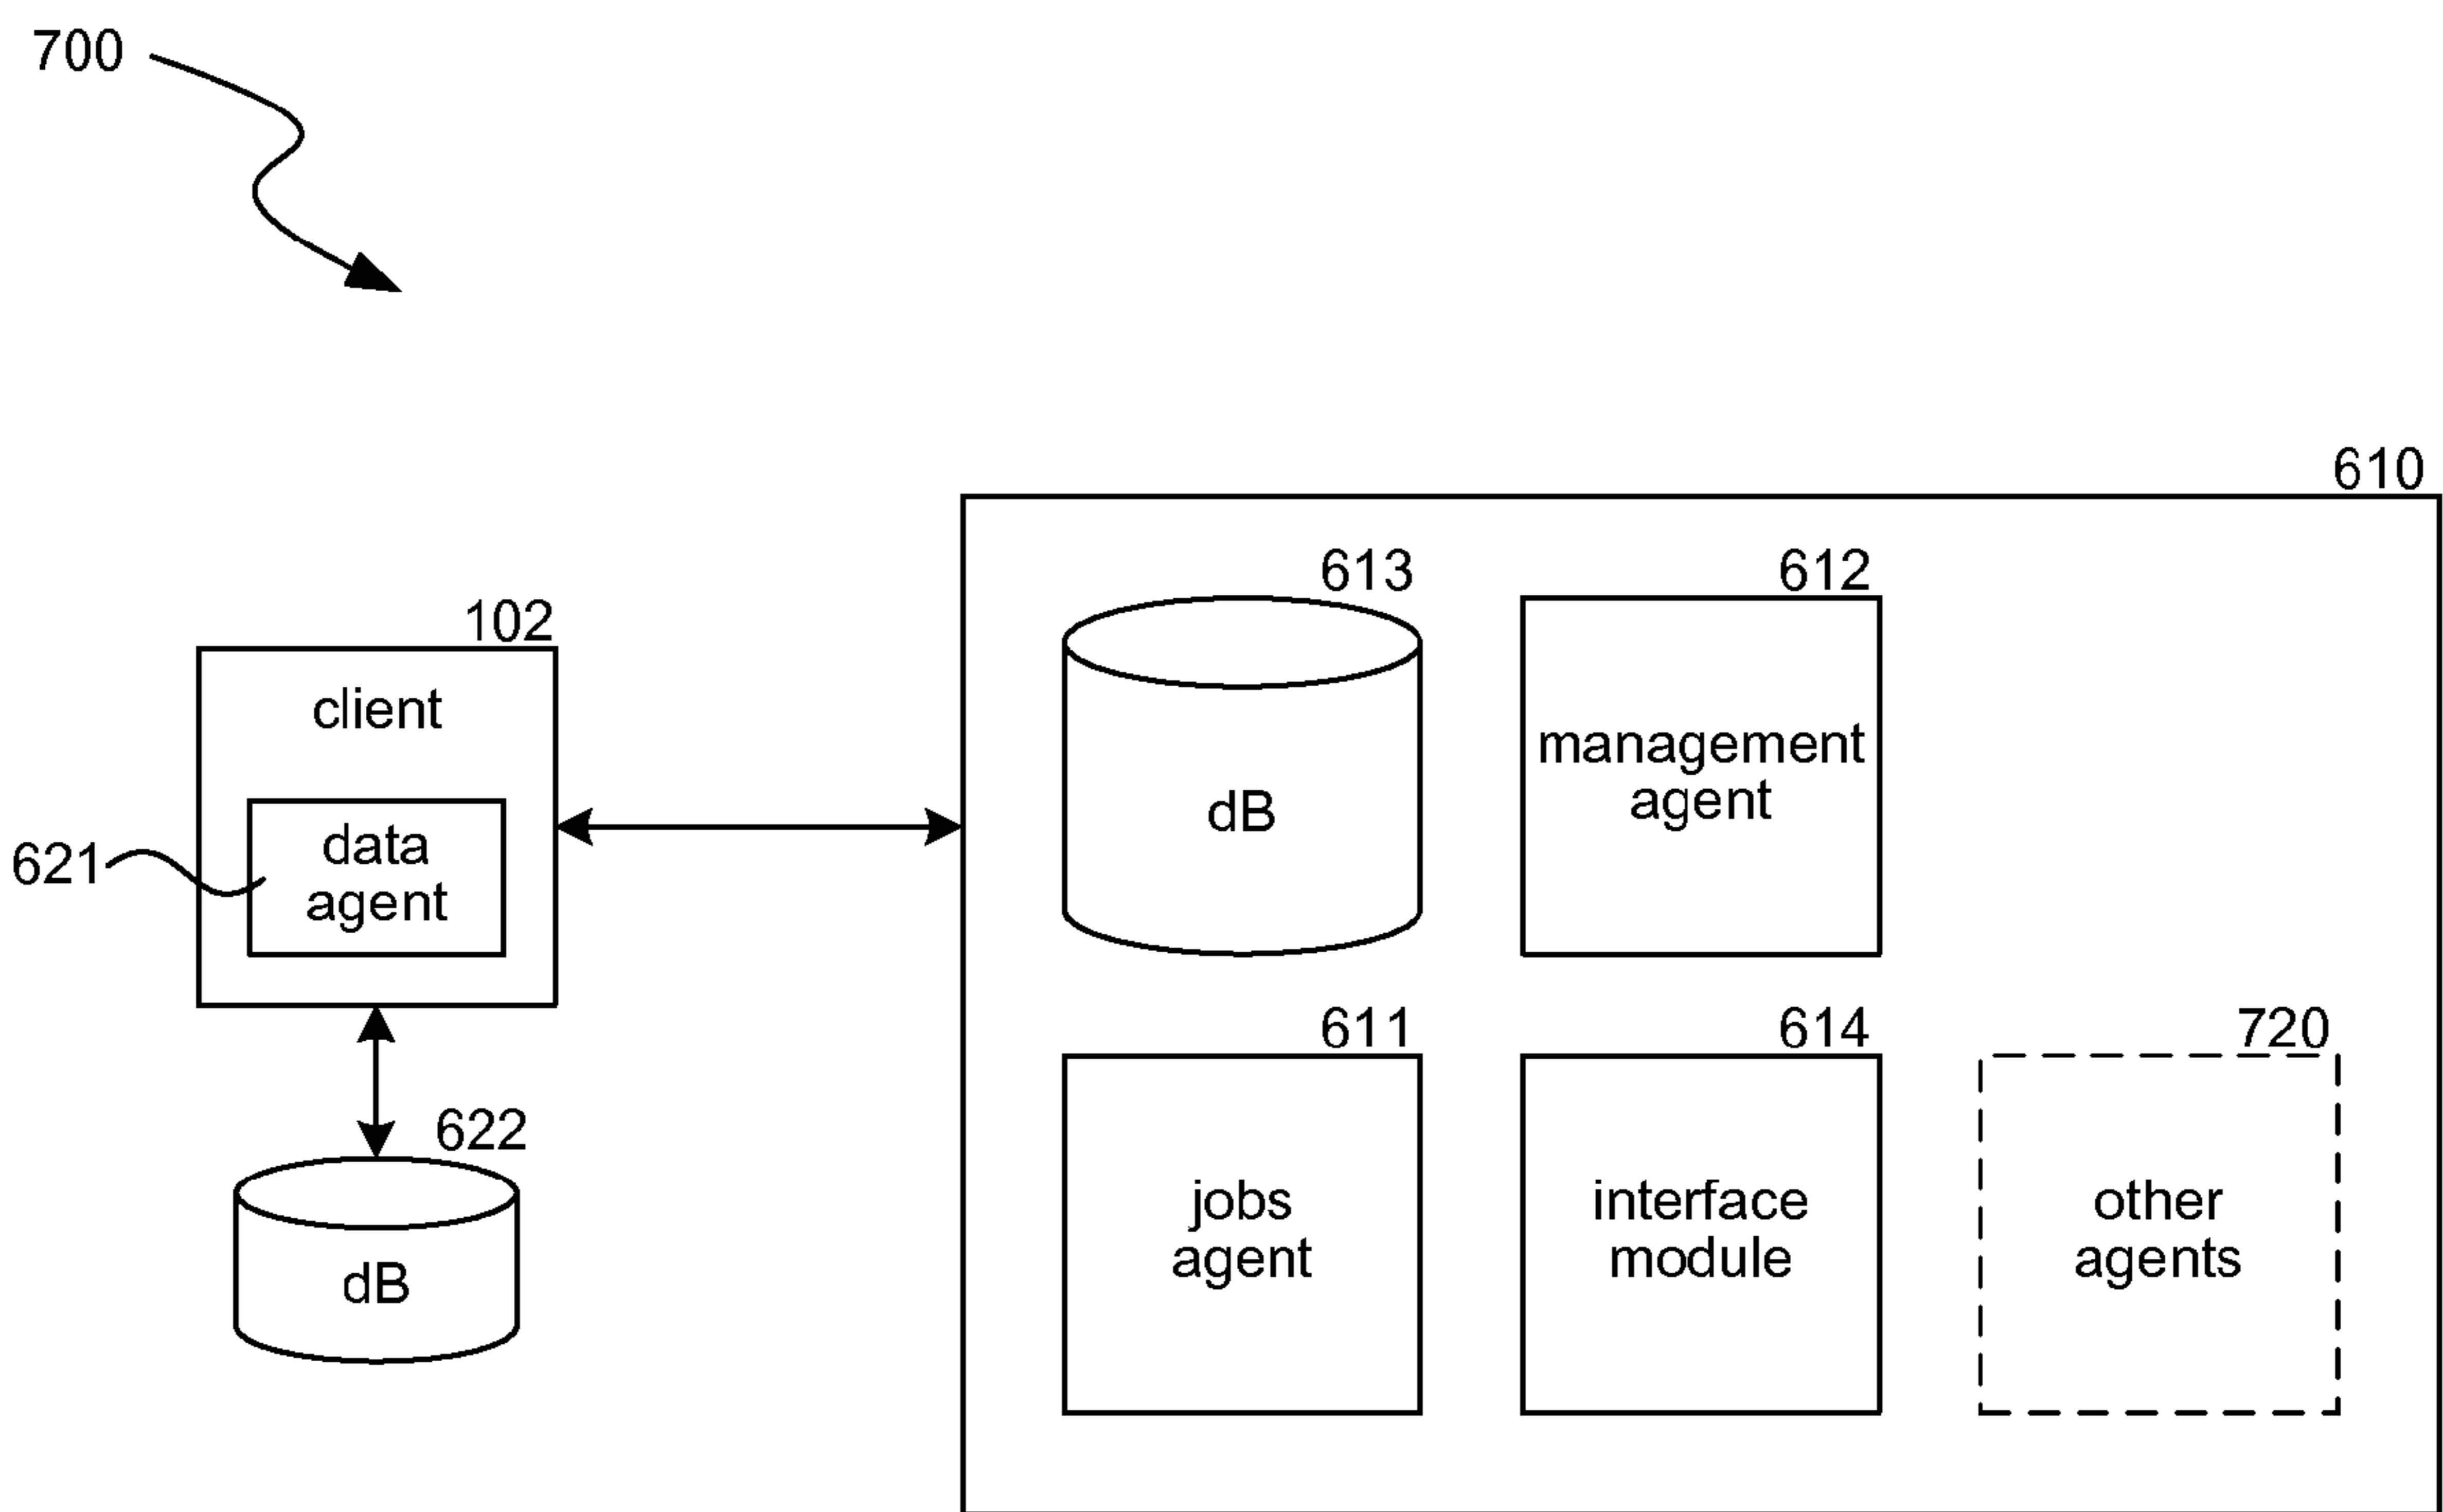 700
610
613
612
102
client
management
agent
dB
data
agent
621
611
614
720
622
jobs
agent
interface
module
other
agents
dB